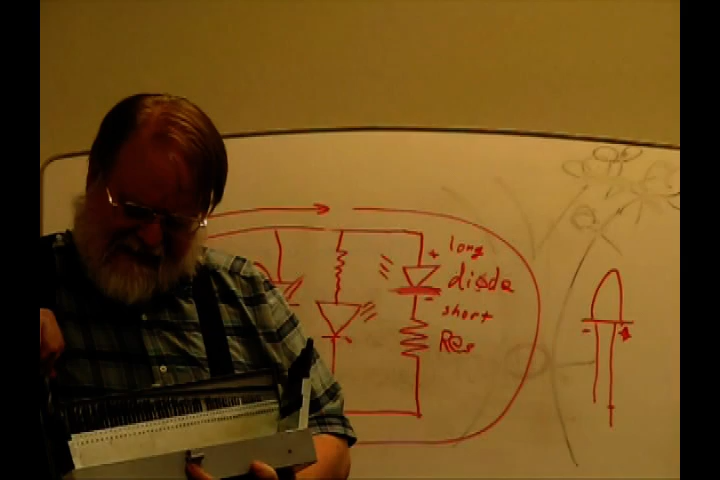 + long
diode
- short
Res
- +